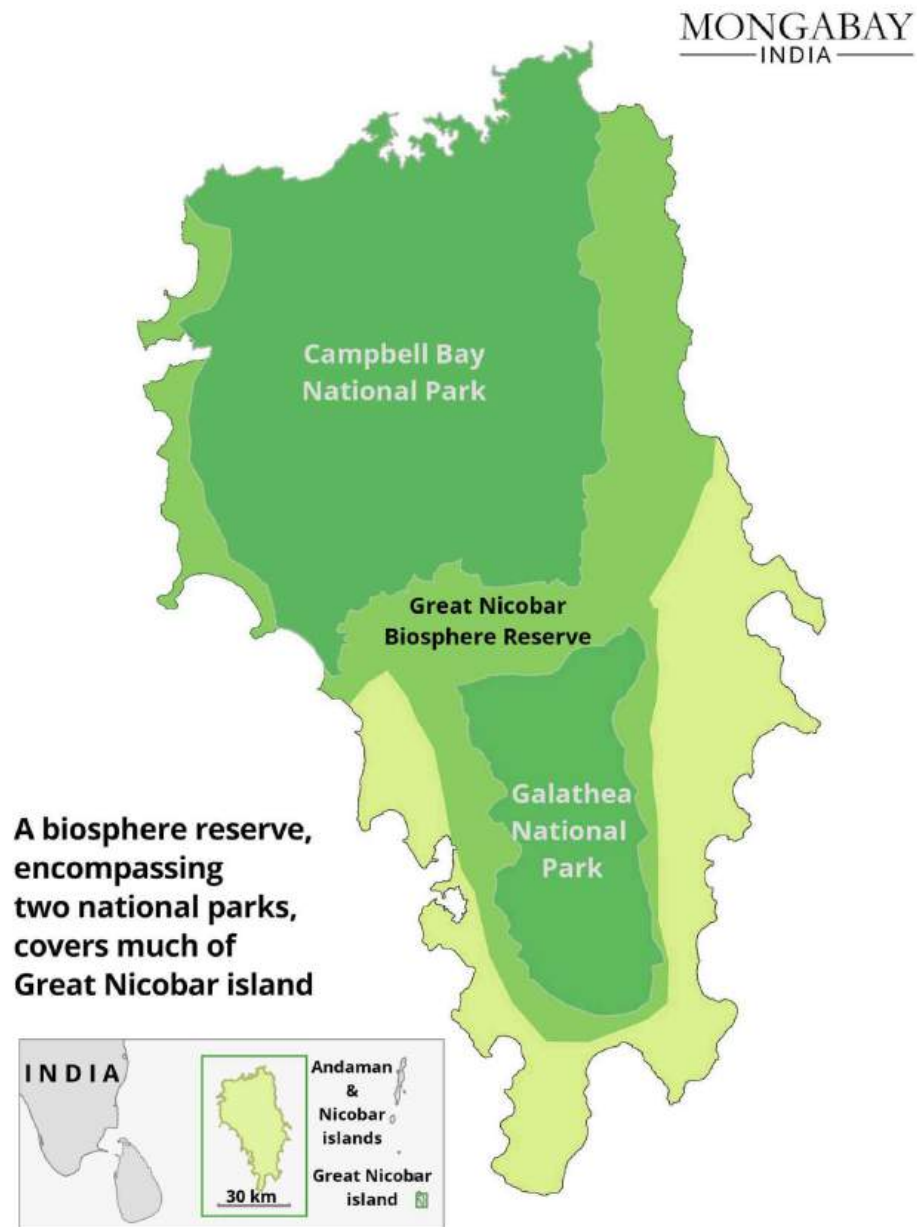 MONGABAY
INDIA
Campbell Bay
National Park
Great Nicobar
Biosphere Reserve
Galathea
National
Park
A biosphere reserve,
encompassing
two national parks,
covers much of
Great Nicobar island
INDIA
30 km
Andaman
&
Nicobar
islands
Great Nicobar
island